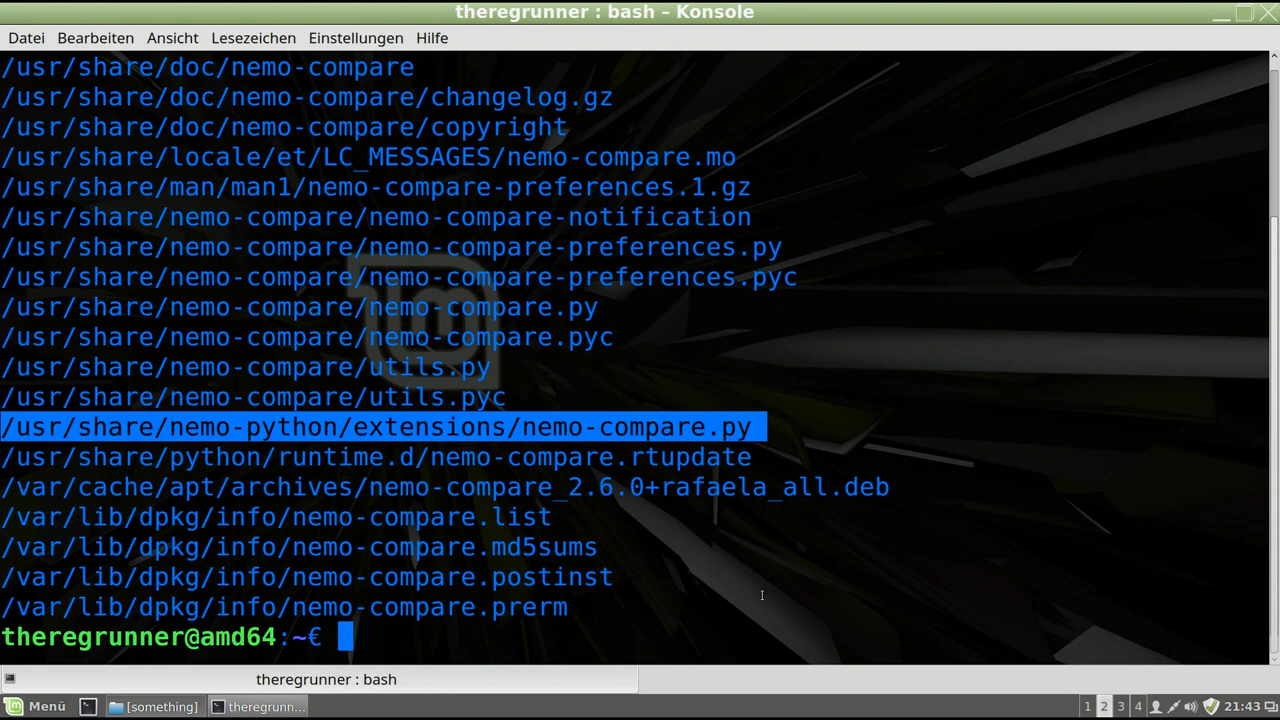 theregrunner : bash – Konsole
Datei Bearbeiten Ansicht Lesezeichen Einstellungen Hilfe
/usr/share/doc/nemo-compare
/usr/share/doc/nemo-compare/changelog.gz
/usr/share/doc/nemo-compare/copyright
/usr/share/locale/et/LC_MESSAGES/nemo-compare.mo
/usr/share/man/man1/nemo-compare-preferences.1.gz
/usr/share/nemo-compare/nemo-compare-notification
/usr/share/nemo-compare/nemo-compare-preferences.py
/usr/share/nemo-compare/nemo-compare-preferences.pyc
/usr/share/nemo-compare/nemo-compare.py
/usr/share/nemo-compare/nemo-compare.pyc
/usr/share/nemo-compare/utils.py
/usr/share/nemo-compare/utils.pyc
/usr/share/nemo-python/extensions/nemo-compare.py
/usr/share/python/runtime.d/nemo-compare.rtupdate
/var/cache/apt/archives/nemo-compare_2.6.0+rafaela_all.deb
/var/lib/dpkg/info/nemo-compare.list
/var/lib/dpkg/info/nemo-compare.md5sums
/var/lib/dpkg/info/nemo-compare.postinst
/var/lib/dpkg/info/nemo-compare.prerm
theregrunner@amd64:~€
theregrunner : bash
Menü [something] theregrunn... 1 2 3 4 21:43